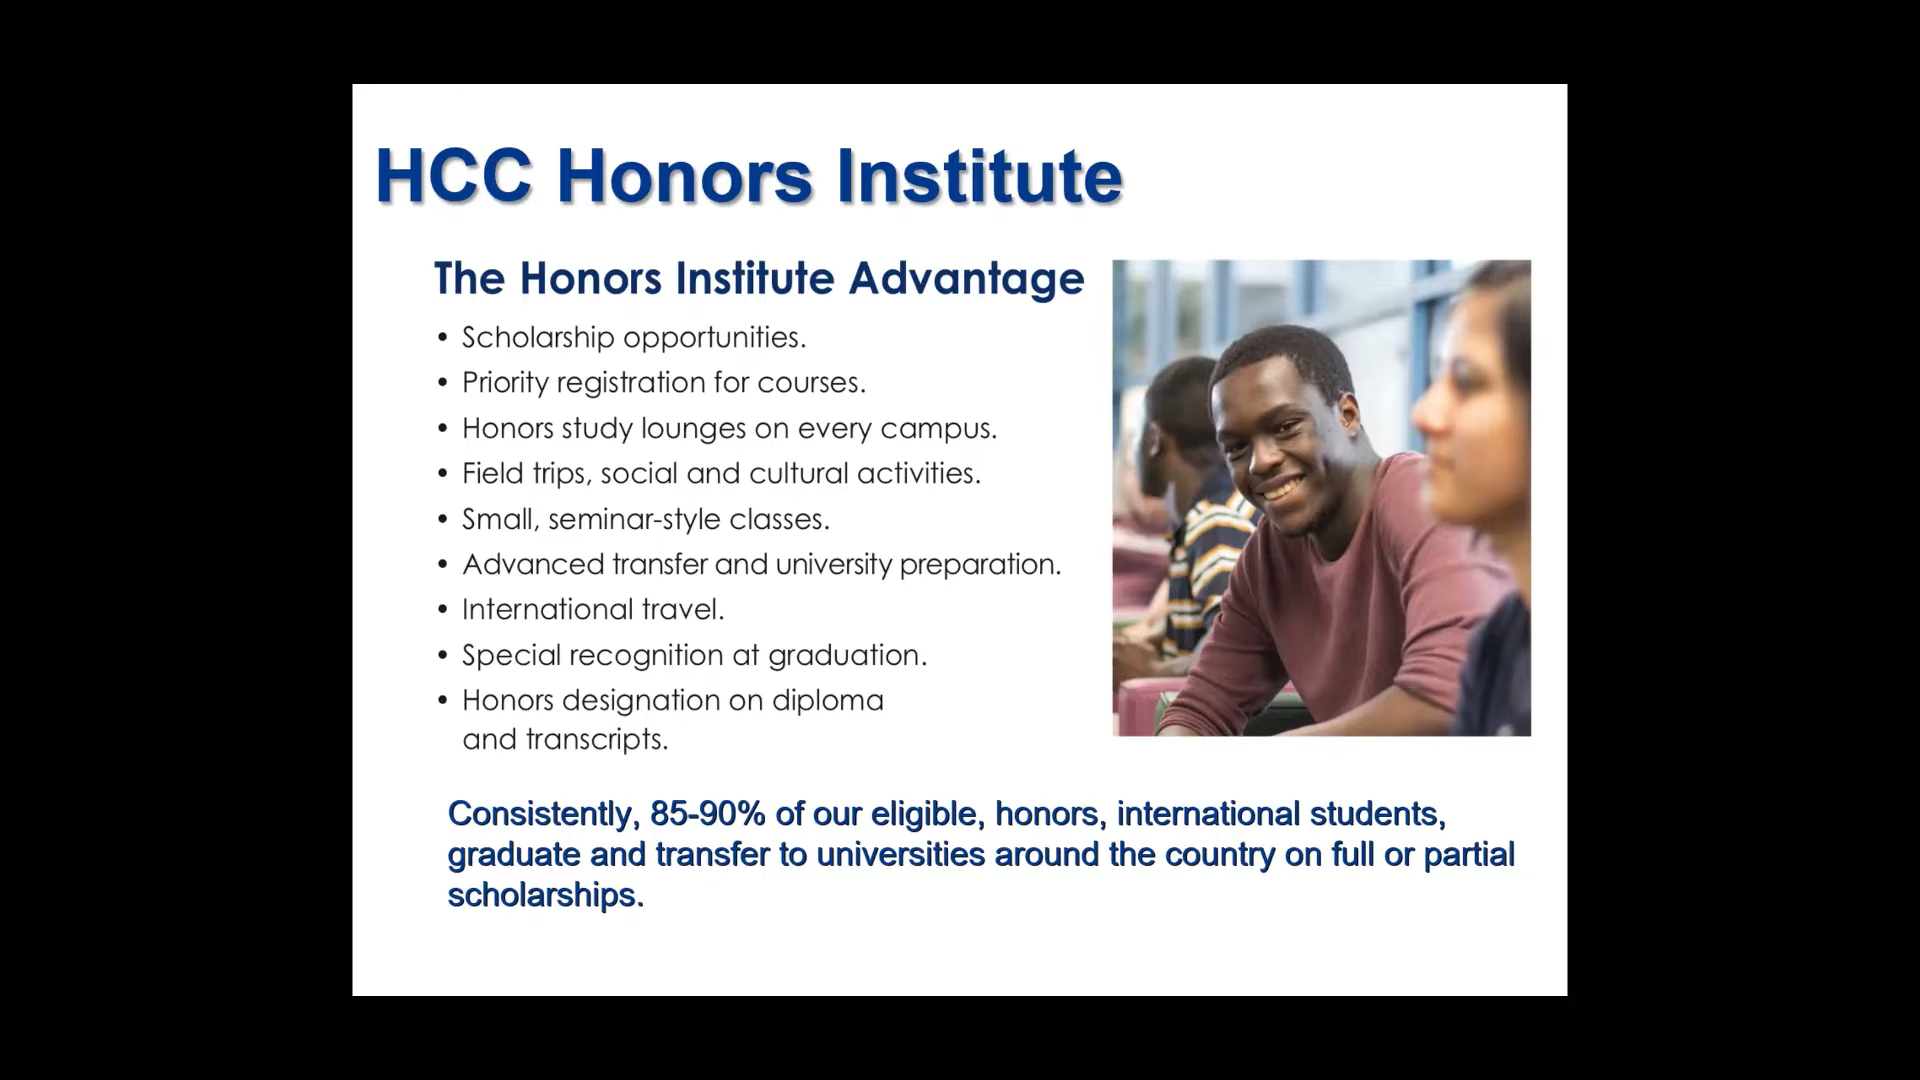 HCC Honors Institute
The Honors Institute Advantage
• Scholarship opportunities.
• Priority registration for courses.
• Honors study lounges on every campus.
• Field trips, social and cultural activities.
• Small, seminar-style classes.
• Advanced transfer and university preparation.
• International travel.
• Special recognition at graduation.
• Honors designation on diploma
and transcripts.
Consistently, 85-90% of our eligible, honors, international students,
graduate and transfer to universities around the country on full or partial
scholarships.